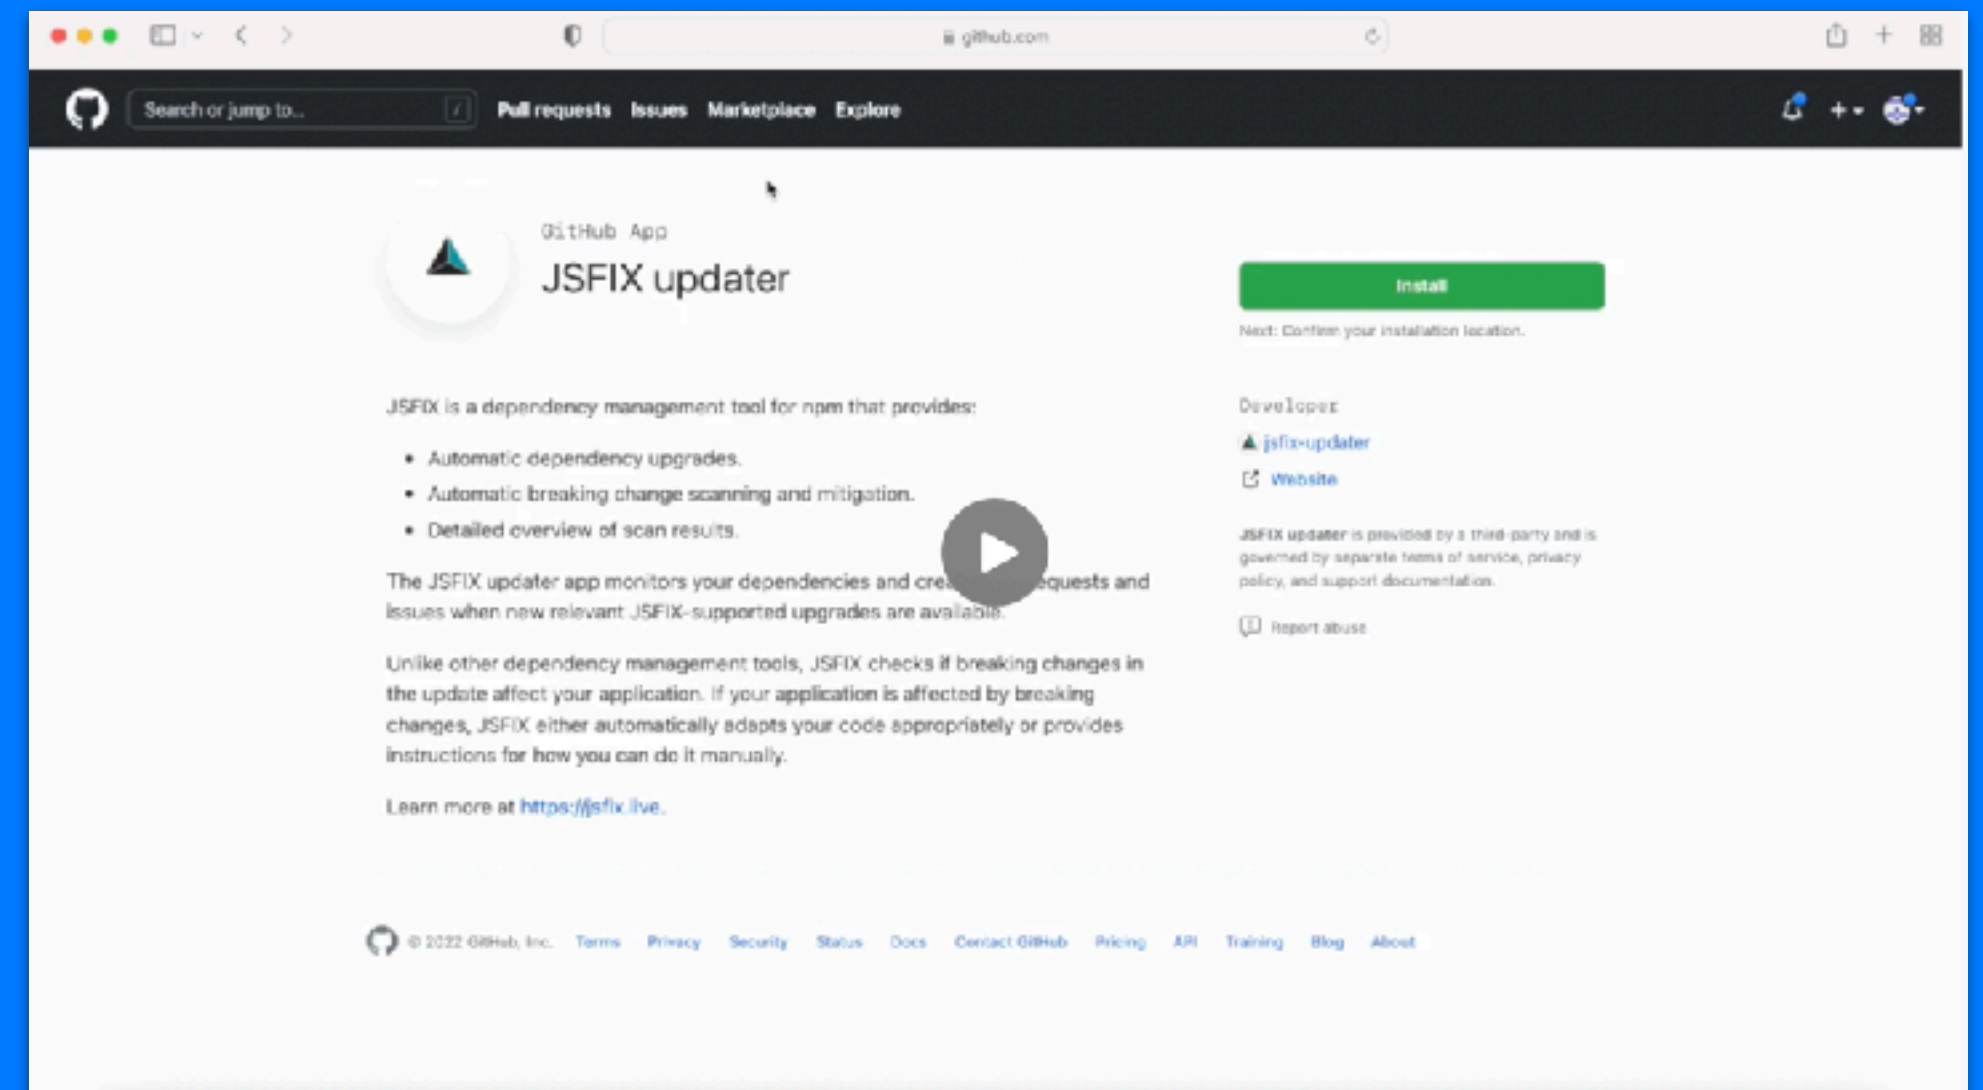 github.com
Search or jump to... /
Pull requests Issues Marketplace Explore
GitHub App
JSFIX updater
Install
Next: Confirm your installation location.
JSFIX is a dependency management tool for npm that provides:
• Automatic dependency upgrades.
• Automatic breaking change scanning and mitigation.
• Detailed overview of scan results.
The JSFIX updater app monitors your dependencies and
issues when new relevant JSFIX-supported upgrades are available.
Unlike other dependency management tools, JSFIX checks if breaking changes in
the update affect your application. If your application is affected by breaking
changes, JSFIX either automatically adapts your code appropriately or provides
instructions for how you can do it manually.
Learn more at https://jsfix.live.
Developer
jsfix-updater
Website
JSFIX updater is provided by a third-party and is
governed by separate terms of service, privacy
policy, and support documentation.
Report abuse
© 2022 GitHub, Inc. Terms Privacy Security Status Docs Contact GitHub Pricing API Training Blog About